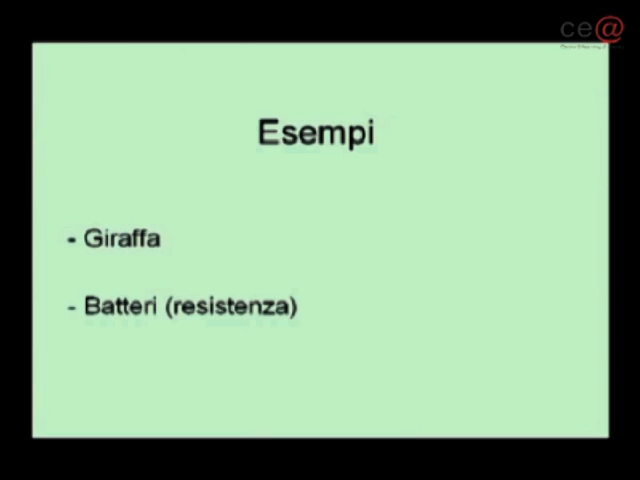 ce@
Esempi
- Giraffa
- Batteri (resistenza)